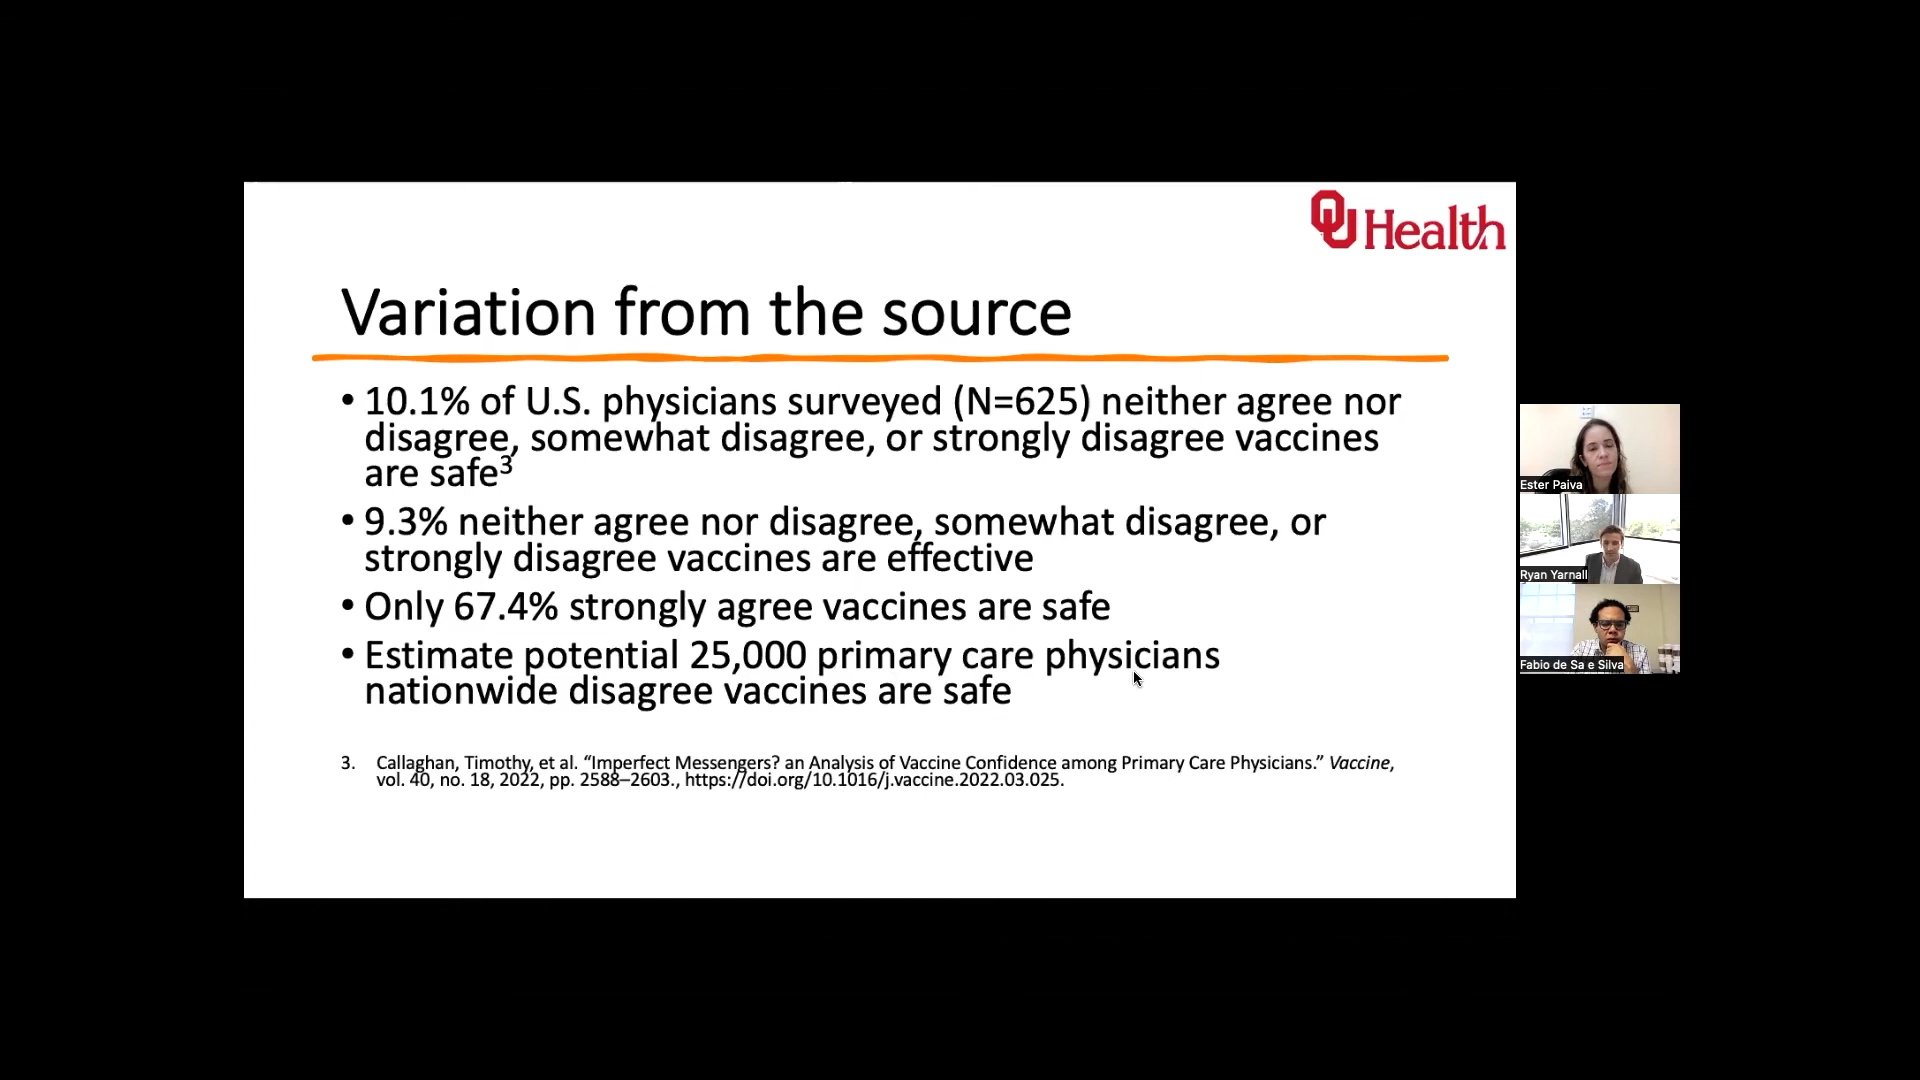 OU Health
Variation from the source
• 10.1% of U.S. physicians surveyed (N=625) neither agree nor
disagree, somewhat disagree, or strongly disagree vaccines
are safe3
• 9.3% neither agree nor disagree, somewhat disagree, or
strongly disagree vaccines are effective
• Only 67.4% strongly agree vaccines are safe
• Estimate potential 25,000 primary care physicians
nationwide disagree vaccines are safe
3. Callaghan, Timothy, et al. “Imperfect Messengers? an Analysis of Vaccine Confidence among Primary Care Physicians.” Vaccine,
vol. 40, no. 18, 2022, pp. 2588–2603., https://doi.org/10.1016/j.vaccine.2022.03.025.
Ester Paiva
Ryan Yarnall
Fabio de Sa e Silva